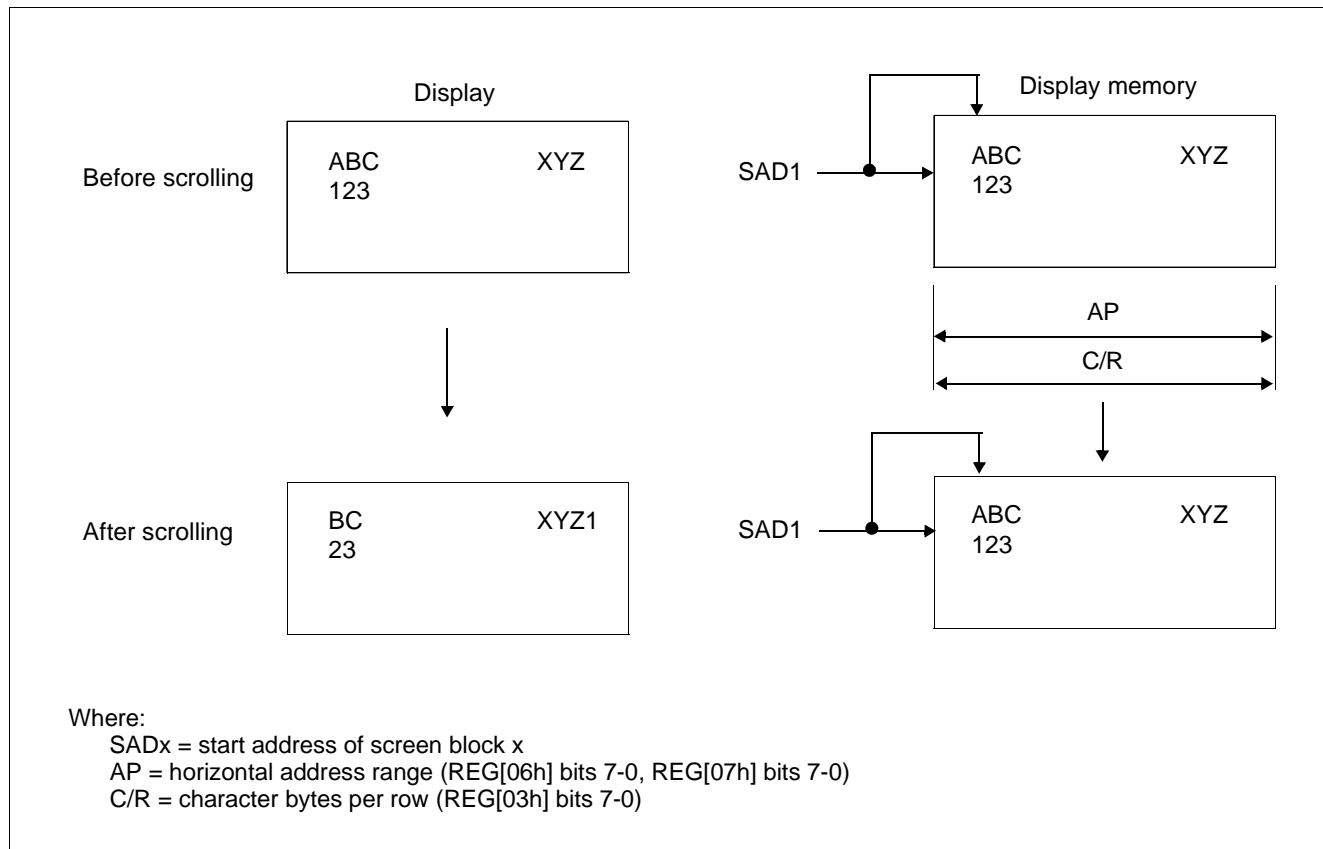 Display
Display memory
Before scrolling
ABC XYZ
123
SAD1
ABC XYZ
123
AP
C/R
After scrolling
BC XYZ1
23
SAD1
ABC XYZ
123
Where:
SADx = start address of screen block x
AP = horizontal address range (REG[06h] bits 7-0, REG[07h] bits 7-0)
C/R = character bytes per row (REG[03h] bits 7-0)